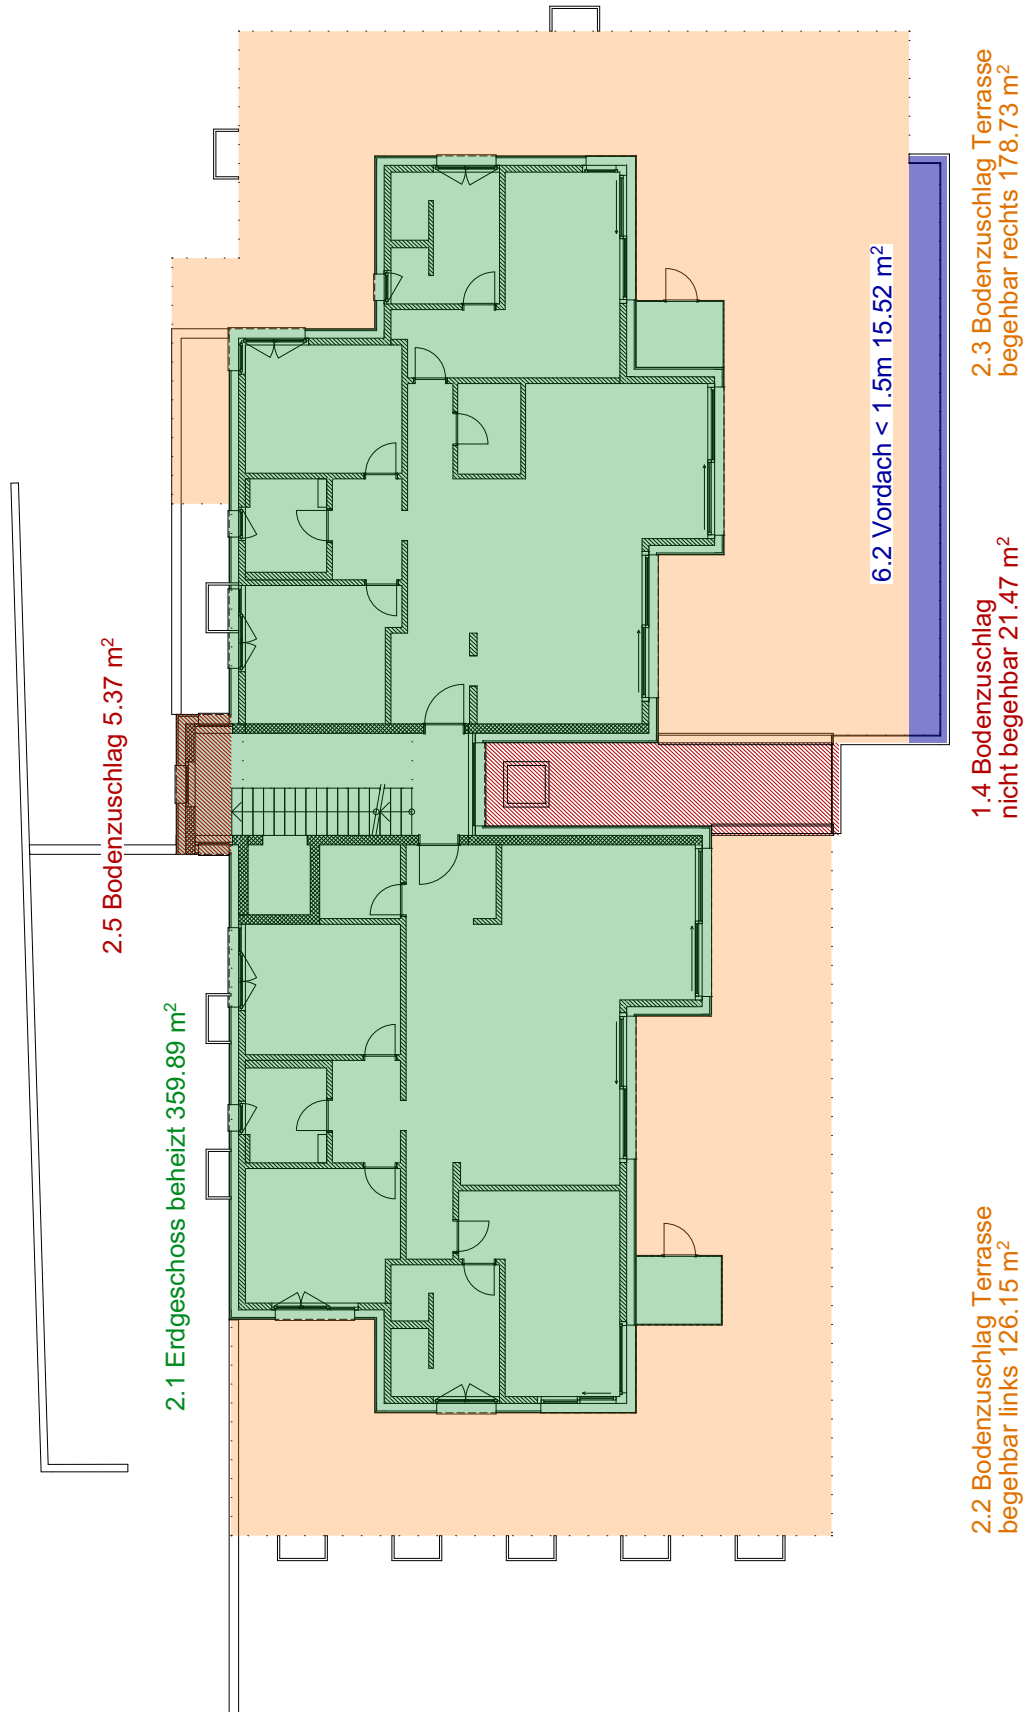 2.5 Bodenzuschlag 5.37 m²
2.1 Erdgeschoss beheizt 359.89 m²
6.2 Vordach < 1.5m 15.52 m²
2.2 Bodenzuschlag Terrasse
begehbar links 126.15 m²
1.4 Bodenzuschlag
nicht begehbar 21.47 m²
2.3 Bodenzuschlag Terrasse
begehbar rechts 178.73 m²